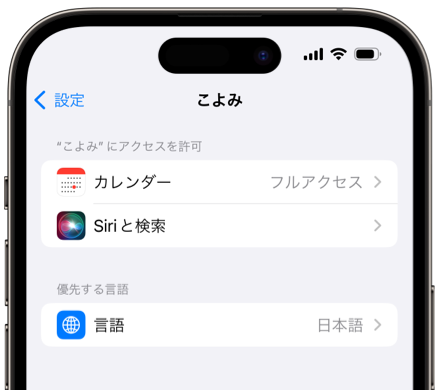 設定
こよみ
“こよみ” にアクセスを許可
カレンダー
フルアクセス
Siriと検索
優先する言語
言語
日本語